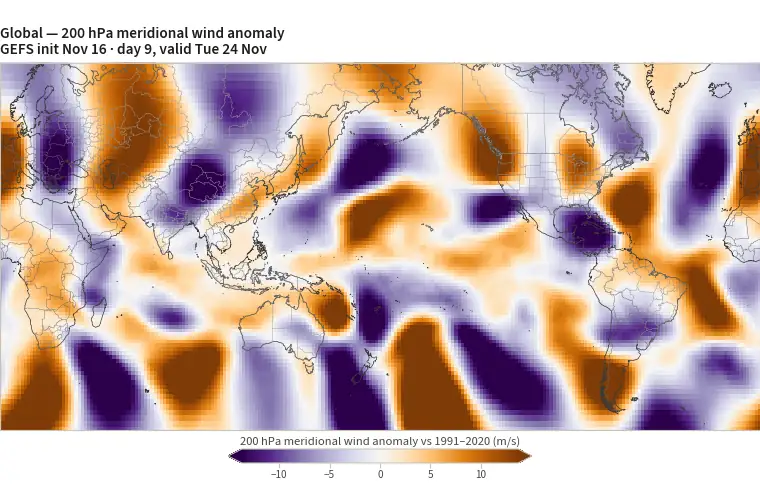 Global — 200 hPa meridional wind anomaly
GEFS init Nov 16 · day 9, valid Tue 24 Nov
200 hPa meridional wind anomaly vs 1991–2020 (m/s)
−10 −5 0 5 10